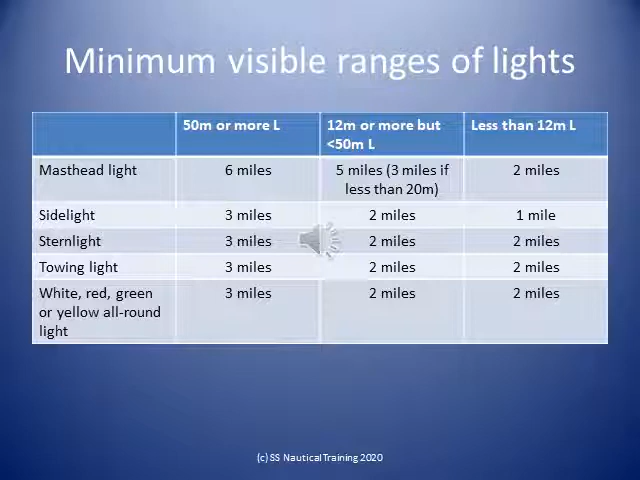 Minimum visible ranges of lights
50m or more L
12m or more but
<50m L
Less than 12m L
Masthead light
6 miles
5 miles (3 miles if
less than 20m)
2 miles
Sidelight
3 miles
2 miles
1 mile
Sternlight
3 miles
2 miles
2 miles
Towing light
3 miles
2 miles
2 miles
White, red, green
or yellow all-round
light
3 miles
2 miles
2 miles
(c) SS Nautical Training 2020